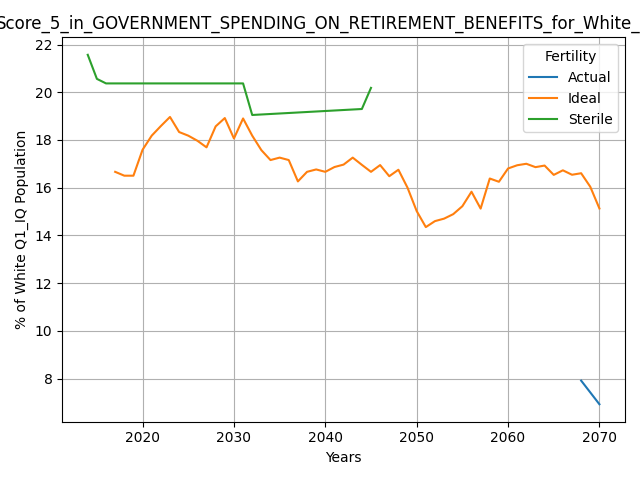 Score_5_in_GOVERNMENT_SPENDING_ON_RETIREMENT_BENEFITS_for_White_
Fertility
Actual
Ideal
Sterile
% of White Q1_IQ Population
22
20
18
16
14
12
10
8
2020 2030 2040 2050 2060 2070
Years